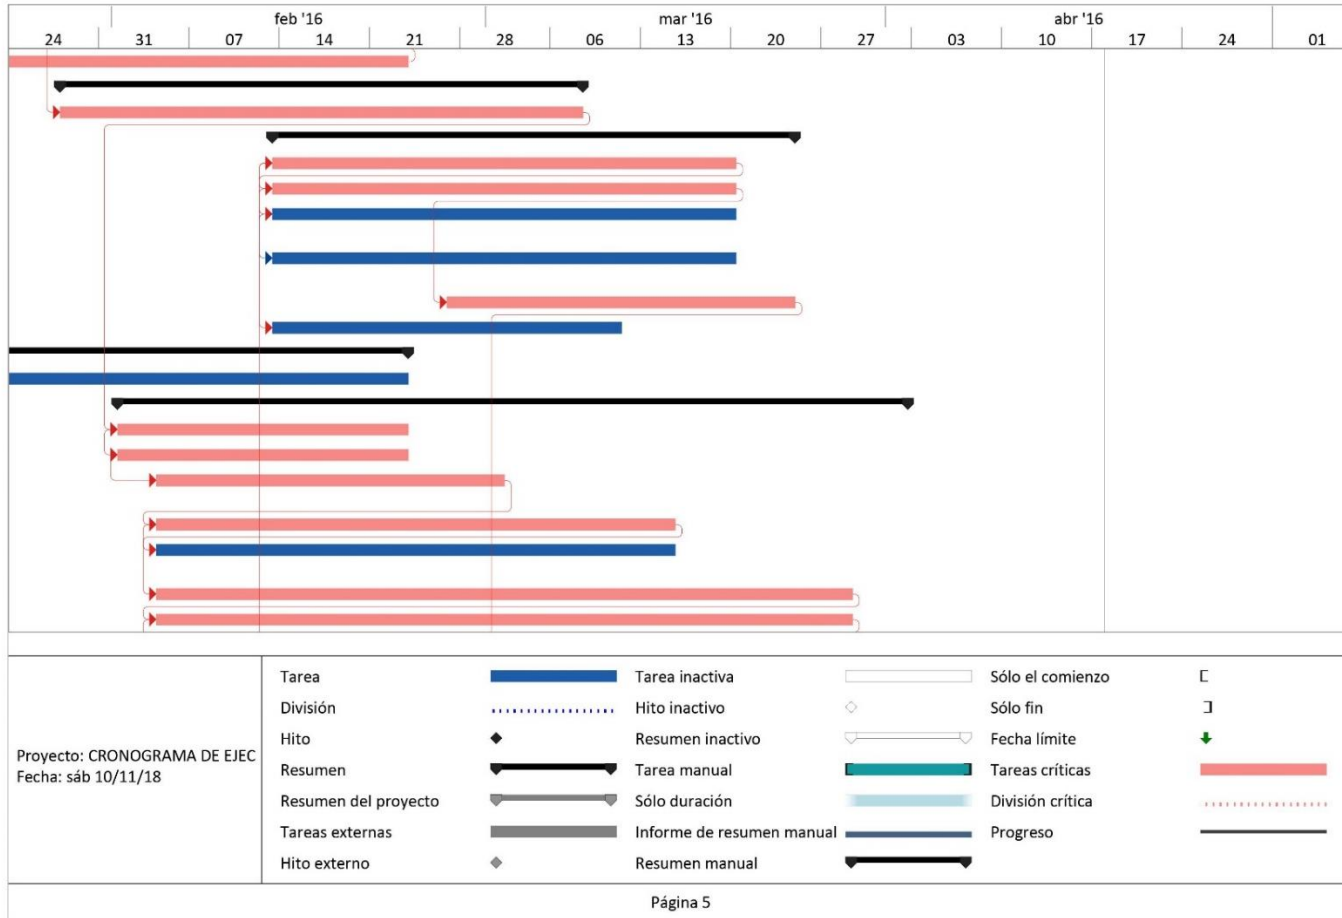 feb '16 mar '16 abr '16
24 31 07 14 21 28 06 13 20 27 03 10 17 24 01
Proyecto: CRONOGRAMA DE EJEC
Fecha: sáb 10/11/18
Tarea
División
Hito
Resumen
Resumen del proyecto
Tareas externas
Hito externo
Tarea inactiva
Hito inactivo
Resumen inactivo
Tarea manual
Sólo duración
Informe de resumen manual
Resumen manual
Sólo el comienzo
Sólo fin
Fecha límite
Tareas críticas
División crítica
Progreso
Página 5